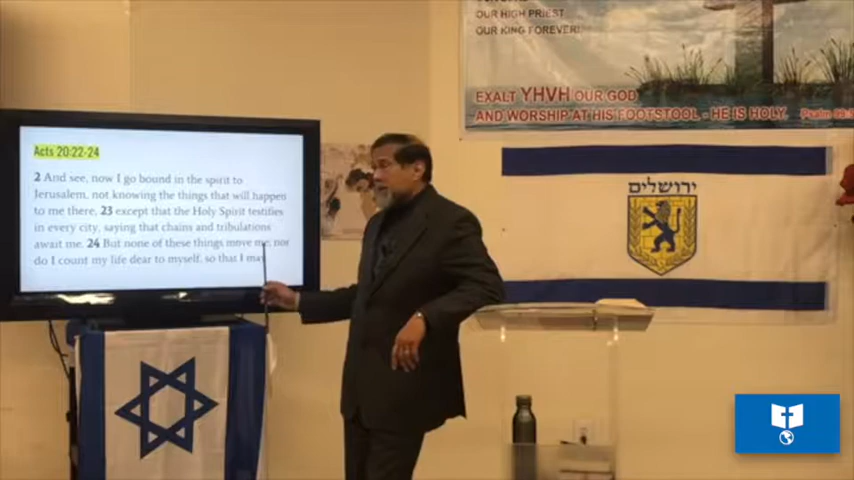 OUR HIGH PRIEST
OUR KING FOREVER!
EXALT YHVH OUR GOD
AND WORSHIP AT HIS FOOTSTOOL - HE IS HOLY.
Acts 20:22-24
2 And see, now I go bound in the spirit to
Jerusalem, not knowing the things that will happen
to me there, 23 except that the Holy Spirit testifies
in every city, saying that chains and tribulations
await me. 24 But none of these things move me, nor
do I count my life dear to myself, so that I may
ירושלים